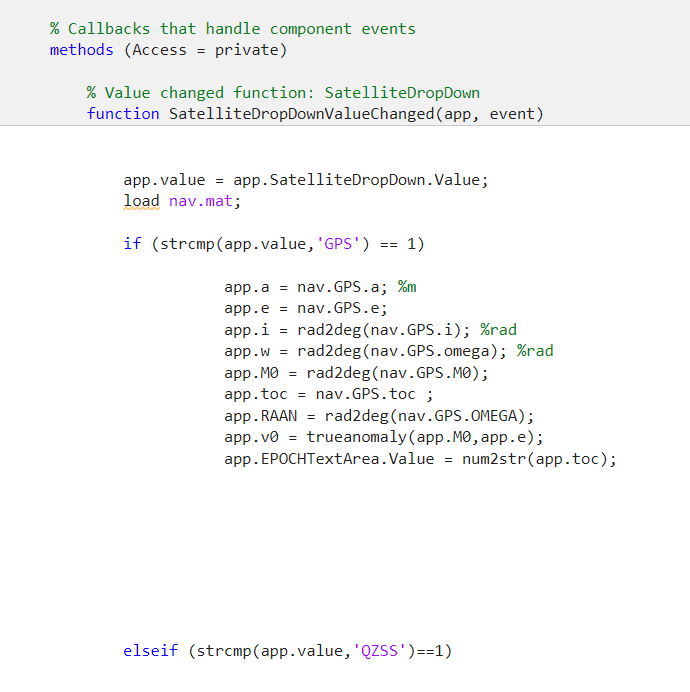 % Callbacks that handle component events
methods (Access = private)
% Value changed function: SatelliteDropDown
function SatelliteDropDownValueChanged(app, event)
app.value = app.SatelliteDropDown.Value;
load nav.mat;
if (strcmp(app.value,'GPS') == 1)
app.a = nav.GPS.a; %m
app.e = nav.GPS.e;
app.i = rad2deg(nav.GPS.i); %rad
app.w = rad2deg(nav.GPS.omega); %rad
app.M0 = rad2deg(nav.GPS.M0);
app.toc = nav.GPS.toc ;
app.RAAN = rad2deg(nav.GPS.OMEGA);
app.v0 = trueanomaly(app.M0,app.e);
app.EPOCHTextArea.Value = num2str(app.toc);
elseif (strcmp(app.value,'QZSS')==1)